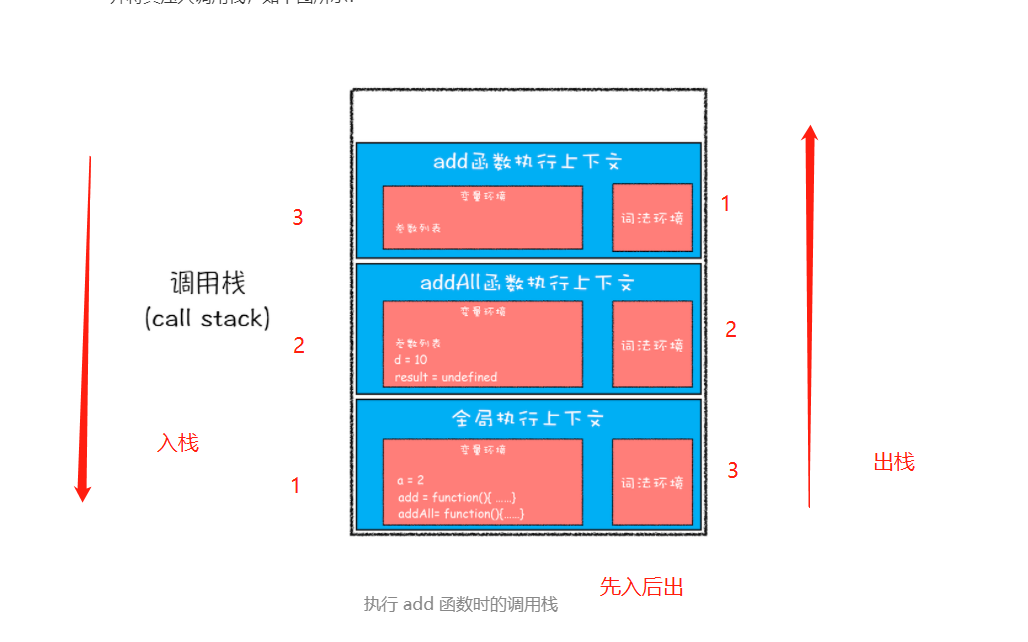 add函数执行上下文
变量环境
参数列表
词法环境
3
1
调用栈
(call stack)
addAll函数执行上下文
变量环境
参数列表
d = 10
result = undefined
词法环境
2
2
全局执行上下文
变量环境
a = 2
add = function(){ ......}
addAll= function(){......}
词法环境
入栈
1
3
出栈
先入后出
执行 add 函数时的调用栈